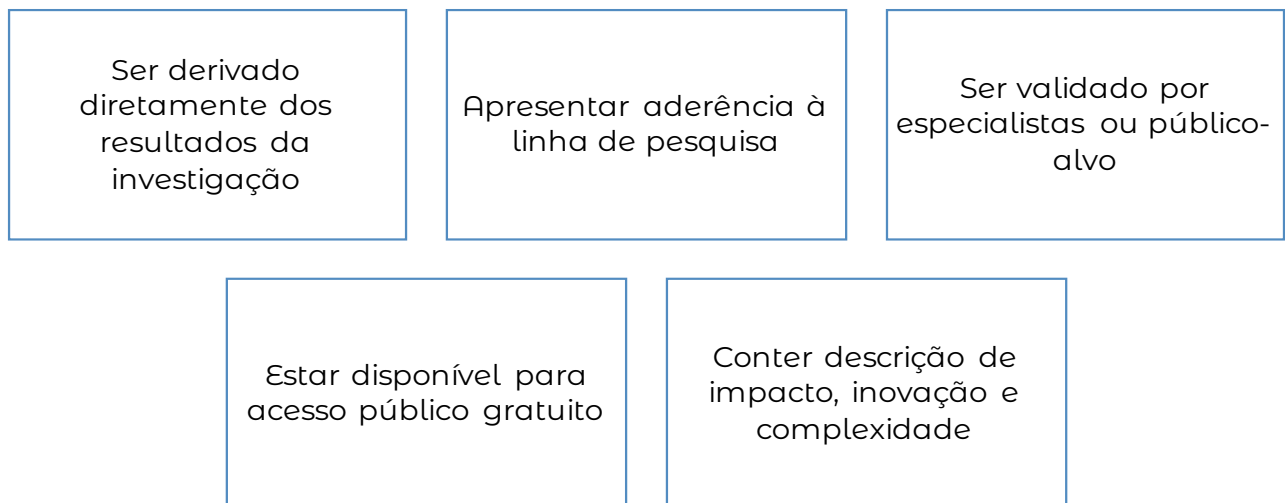 Ser derivado
diretamente dos
resultados da
investigação
Apresentar aderência à
linha de pesquisa
Ser validado por
especialistas ou público-
alvo
Estar disponível para
acesso público gratuito
Conter descrição de
impacto, inovação e
complexidade